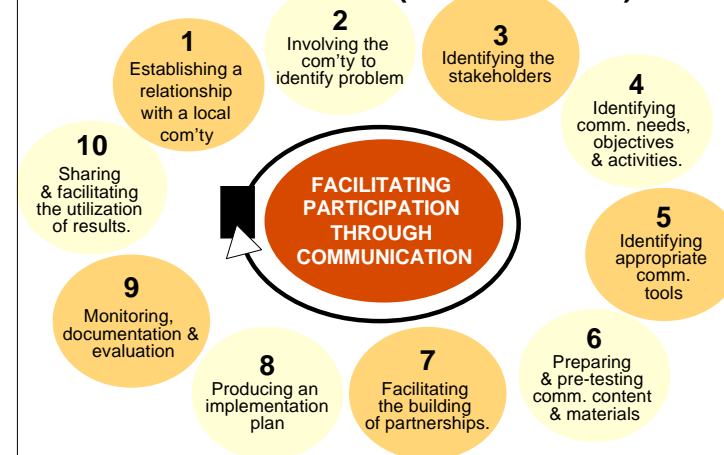 1
Establishing a
relationship
with a local
com'ty
2
Involving the
com'ty to
identify problem
3
Identifying the
stakeholders
4
Identifying
comm. needs,
objectives
& activities.
5
Identifying
appropriate
comm.
tools
6
Preparing
& pre-testing
comm. content
& materials
7
Facilitating
the building
of partnerships.
8
Producing an
implementation
plan
9
Monitoring,
documentation &
evaluation
10
Sharing
& facilitating
the utilization
of results.
FACILITATING
PARTICIPATION
THROUGH
COMMUNICATION